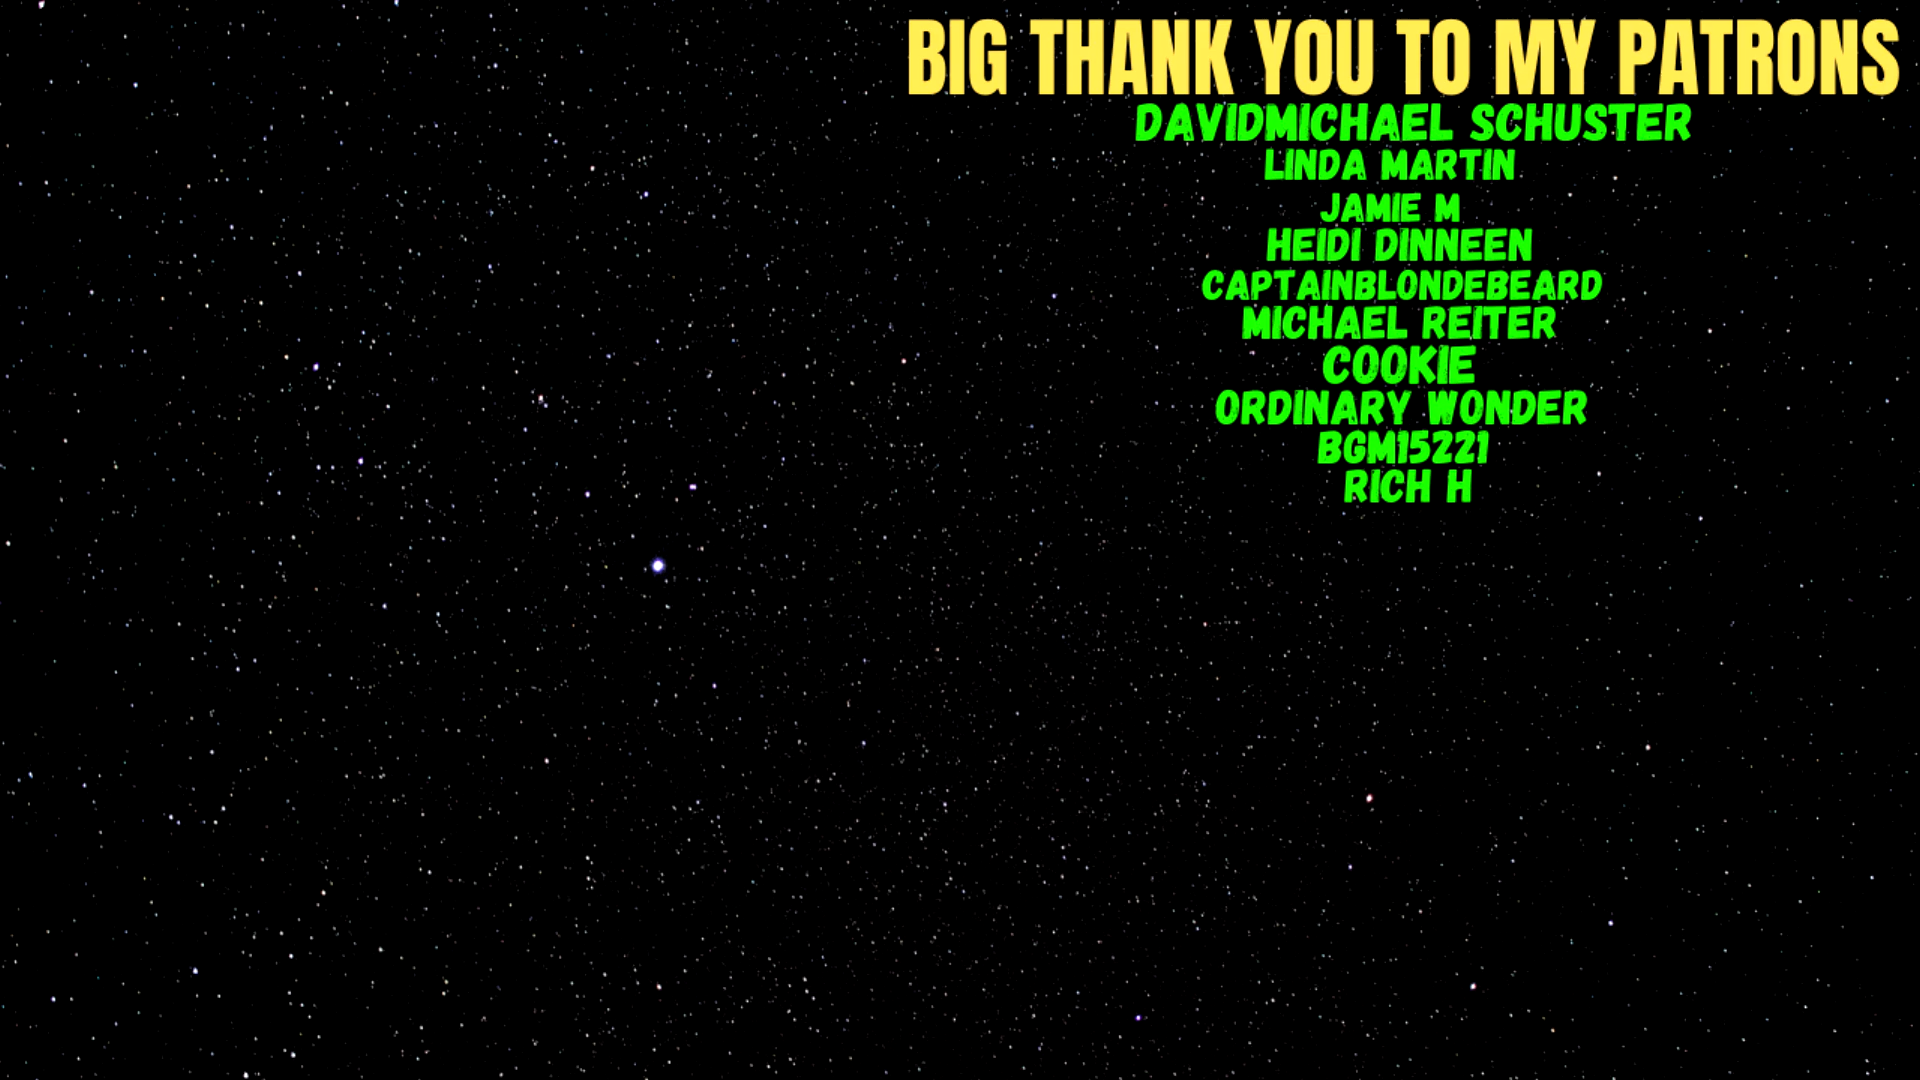 BIG THANK YOU TO MY PATRONS
DAVIDMICHAEL SCHUSTER
LINDA MARTIN
JAMIE M
HEIDI DINNEEN
CAPTAINBLONDEBEARD
MICHAEL REITER
COOKIE
ORDINARY WONDER
BGM15221
RICH H